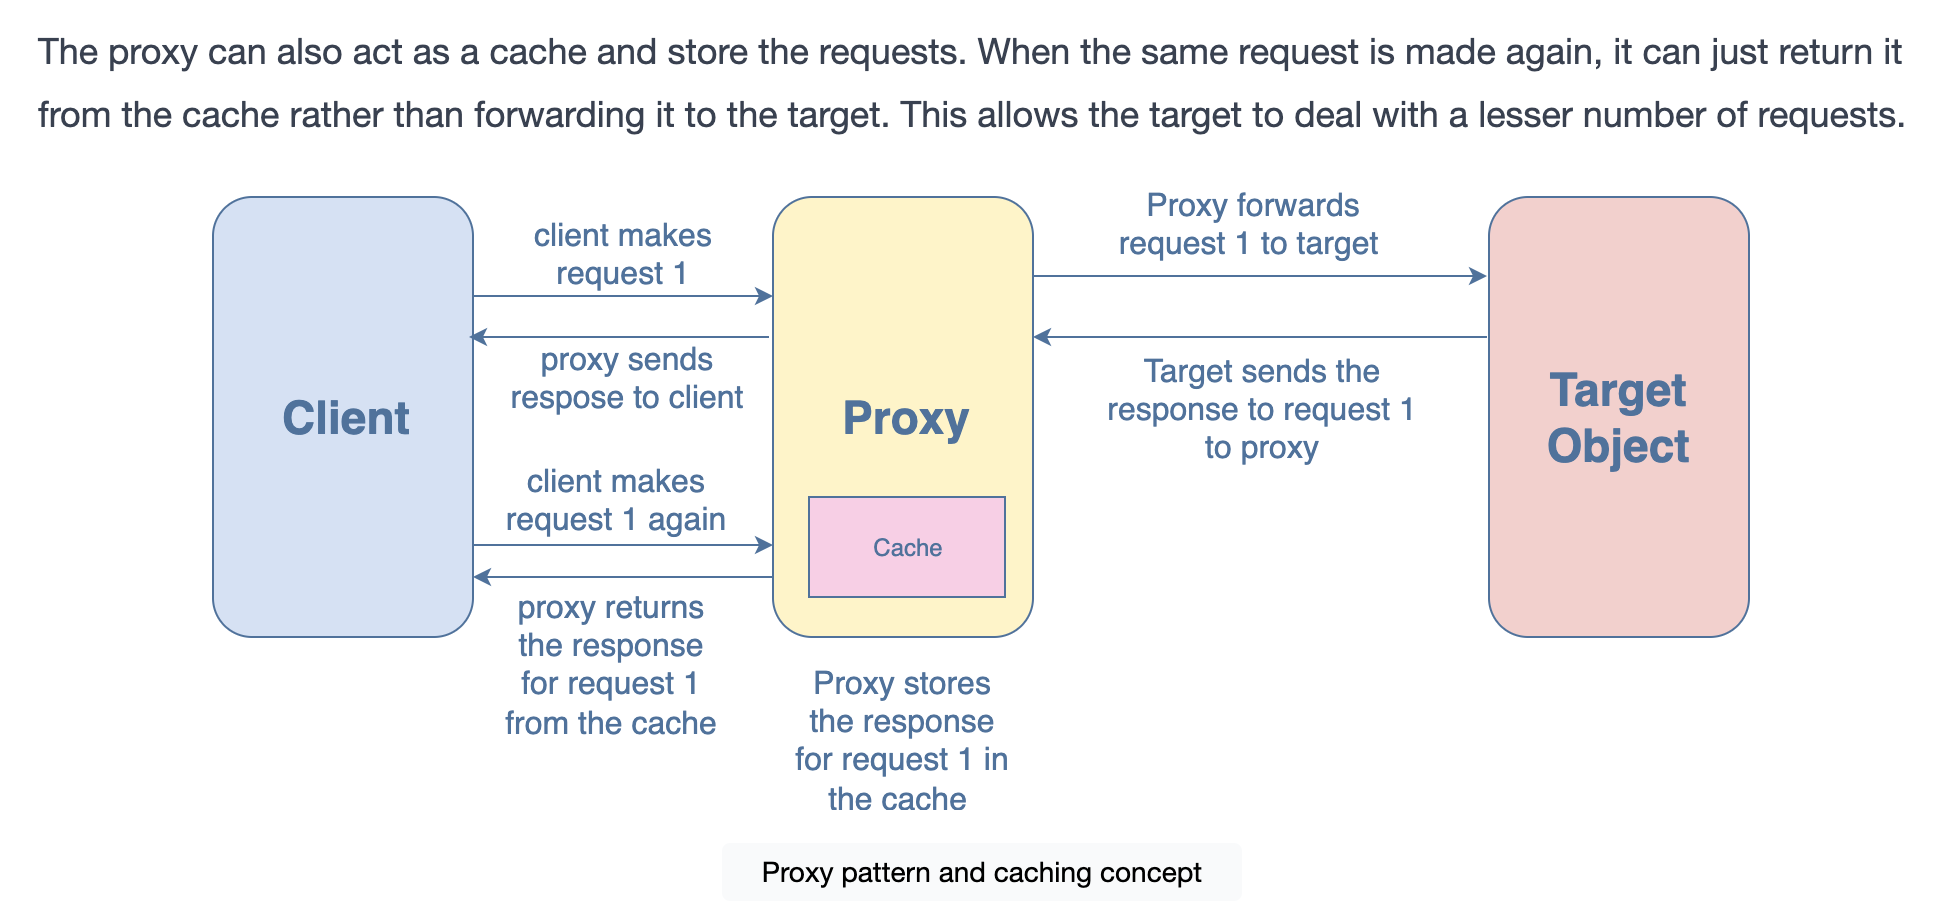 The proxy can also act as a cache and store the requests. When the same request is made again, it can just return it
from the cache rather than forwarding it to the target. This allows the target to deal with a lesser number of requests.
client makes
request 1
Proxy forwards
request 1 to target
proxy sends
respose to client
Target sends the
response to request 1
to proxy
Client
Proxy
Target
Object
client makes
request 1 again
Cache
proxy returns
the response
for request 1
from the cache
Proxy stores
the response
for request 1 in
the cache
Proxy pattern and caching concept